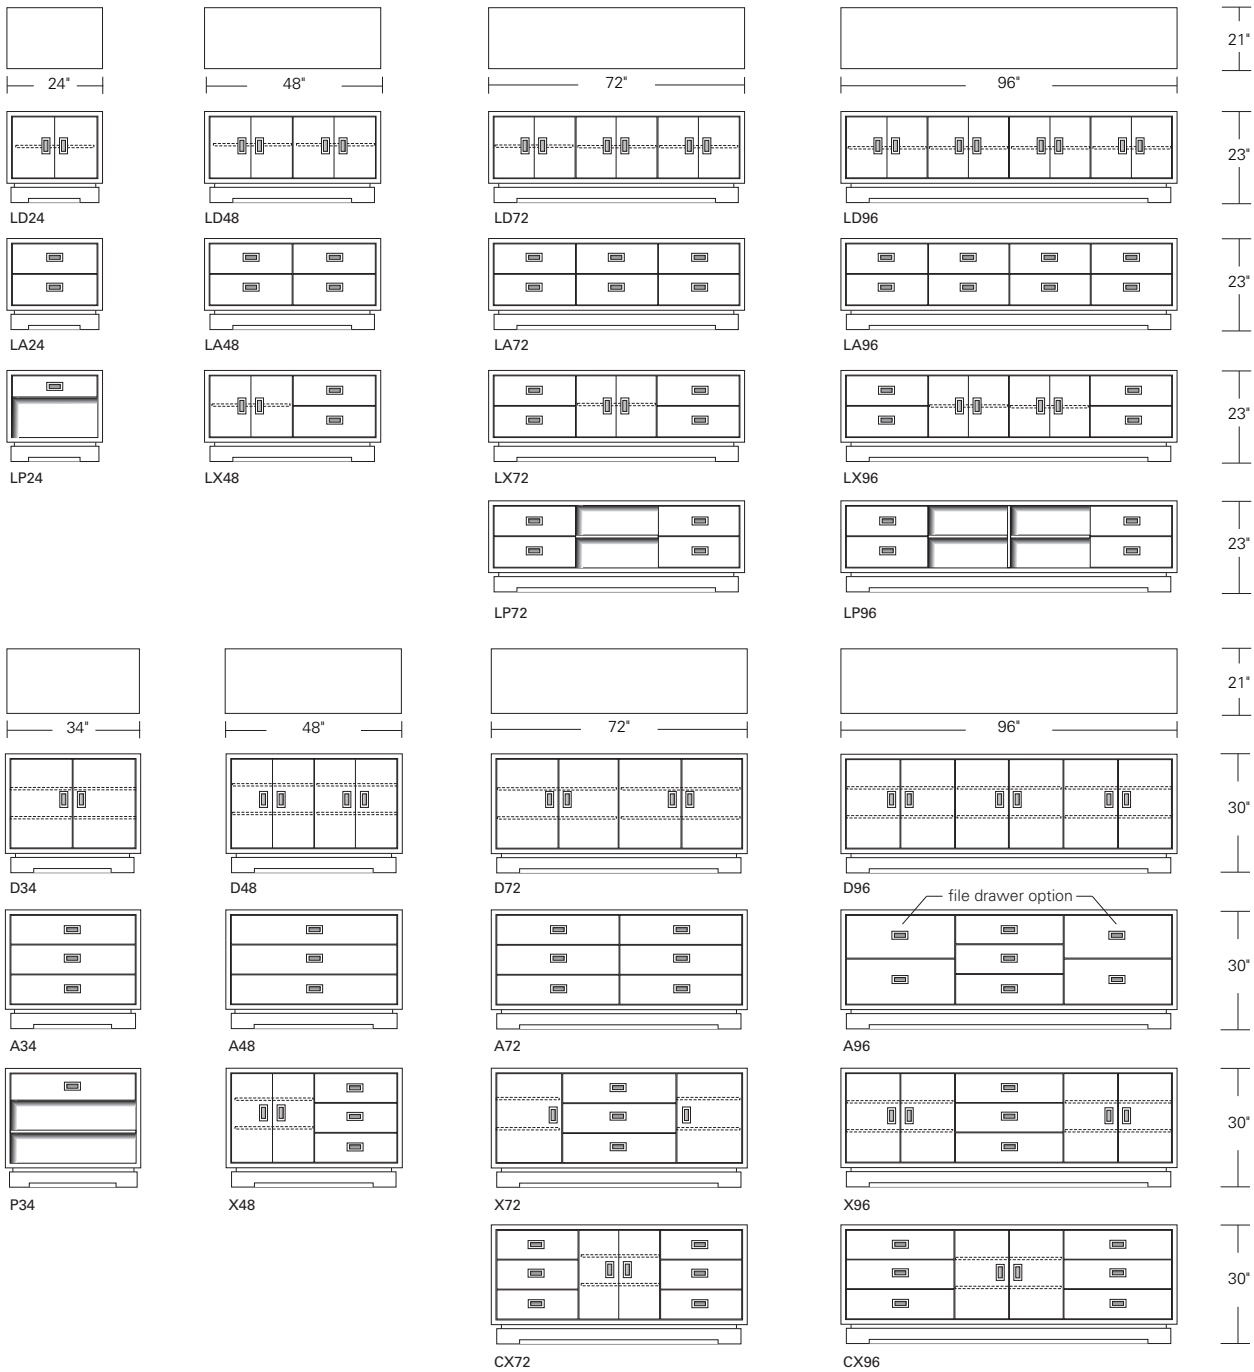 21"
24" 48" 72" 96"
23"
LD24 LD48 LD72 LD96
23"
LA24 LA48 LA72 LA96
23"
LP24 LX48 LX72 LX96
23"
LP72 LP96
21"
34" 48" 72" 96"
30"
D34 D48 D72 D96
file drawer option
30"
A34 A48 A72 A96
30"
P34 X48 X72 X96
30"
CX72 CX96